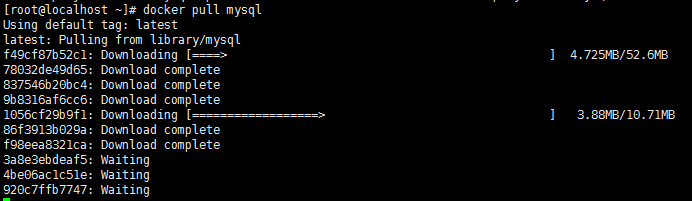 [root@localhost ~]# docker pull mysql
Using default tag: latest
latest: Pulling from library/mysql
f49cf87b52c1: Downloading [====>                                              ]  4.725MB/52.6MB
78032de49d65: Download complete
837546b20bc4: Download complete
9b8316af6cc6: Download complete
1056cf29b9f1: Downloading [==================>                                ]   3.88MB/10.71MB
86f3913b029a: Download complete
f98eea8321ca: Download complete
3a8e3ebdeaf5: Waiting
4be06ac1c51e: Waiting
920c7ffb7747: Waiting